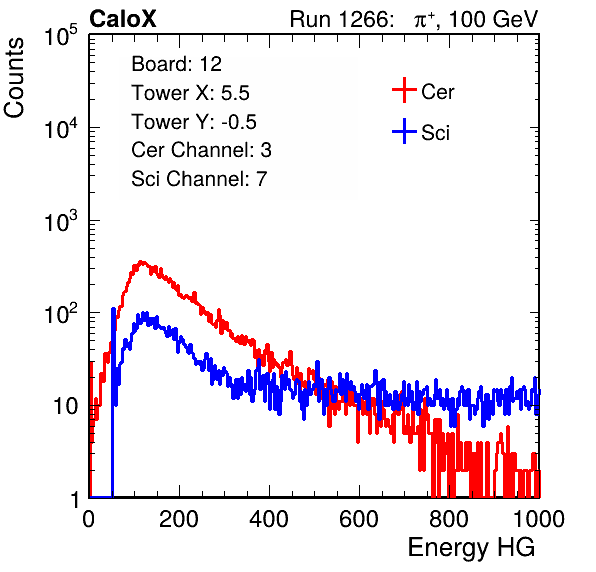 CaloX Run 1266: π⁺, 100 GeV
Counts
10⁵
10⁴
10³
10²
10
1
Board: 12
Tower X: 5.5
Tower Y: -0.5
Cer Channel: 3
Sci Channel: 7
Cer
Sci
0 200 400 600 800 1000
Energy HG